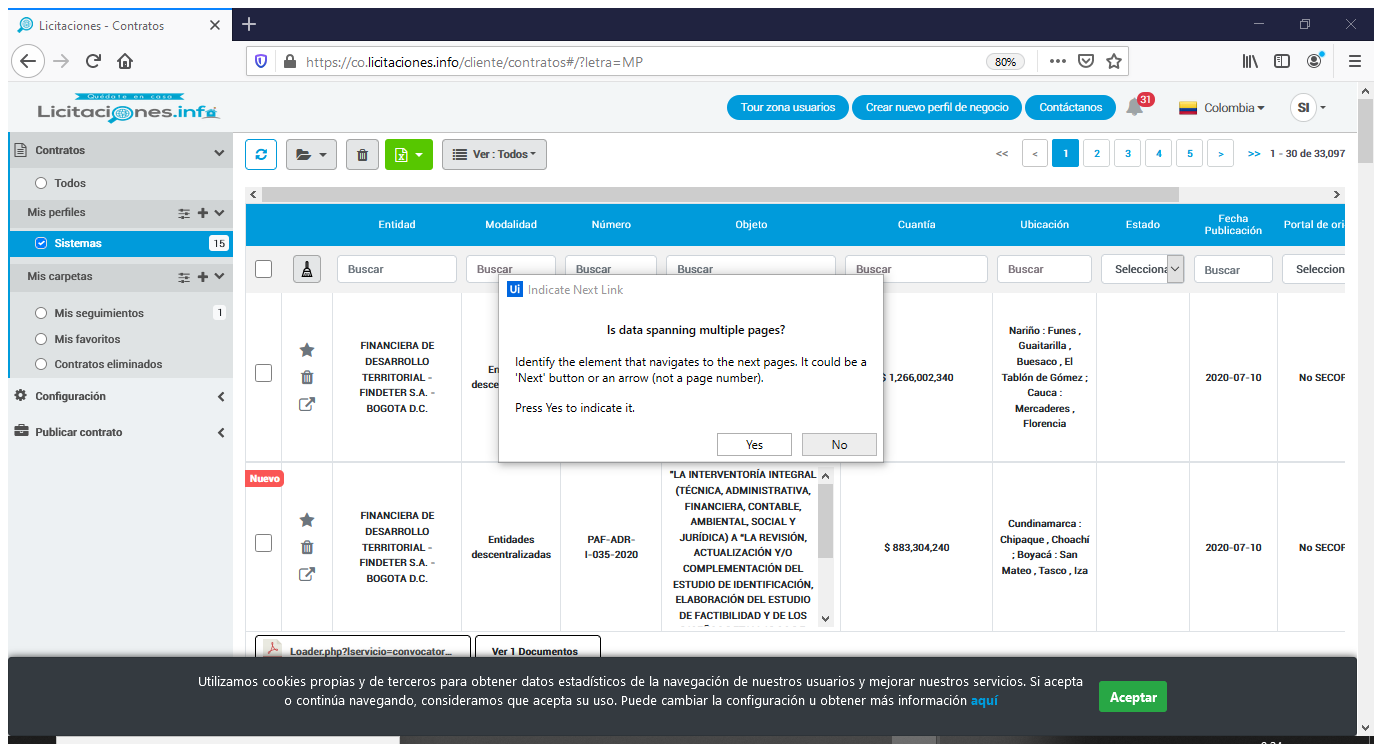 Licitaciones - Contratos
https://co.licitaciones.info/cliente/contratos#/?letra=MP
80%
Quédate en casa
Licitaciones.info
Tour zona usuarios
Crear nuevo perfil de negocio
Contáctanos
31
Colombia
SI
Contratos
Todos
Mis perfiles
Sistemas
15
Mis carpetas
Mis seguimientos
1
Mis favoritos
Contratos eliminados
Configuración
Publicar contrato
Ver : Todos
<< < 1 2 3 4 5 > >> 1 - 30 de 33,097
Entidad
Modalidad
Número
Objeto
Cuantía
Ubicación
Estado
Fecha
Publicación
Portal de ori
Buscar
Buscar
Buscar
Buscar
Buscar
Buscar
Selecciona
Buscar
Seleccion
FINANCIERA DE
DESARROLLO
TERRITORIAL -
FINDETER S.A. -
BOGOTA D.C.
En
desce
$ 1,266,002,340
Nariño : Funes ,
Guaitarilla ,
Buesaco , El
Tablón de Gómez ;
Cauca :
Mercaderes ,
Florencia
2020-07-10
No SECOP
Ui Indicate Next Link
Is data spanning multiple pages?
Identify the element that navigates to the next pages. It could be a
'Next' button or an arrow (not a page number).
Press Yes to indicate it.
Yes
No
Nuevo
FINANCIERA DE
DESARROLLO
TERRITORIAL -
FINDETER S.A. -
BOGOTA D.C.
Entidades
descentralizadas
PAF-ADR-
I-035-2020
"LA INTERVENTORÍA INTEGRAL
(TÉCNICA, ADMINISTRATIVA,
FINANCIERA, CONTABLE,
AMBIENTAL, SOCIAL Y
JURÍDICA) A "LA REVISIÓN,
ACTUALIZACIÓN Y/O
COMPLEMENTACIÓN DEL
ESTUDIO DE IDENTIFICACIÓN,
ELABORACIÓN DEL ESTUDIO
DE FACTIBILIDAD Y DE LOS
$ 883,304,240
Cundinamarca :
Chipaque , Choachí
; Boyacá : San
Mateo , Tasco , Iza
2020-07-10
No SECOP
Loader.php?lservicio=convocator...
Ver 1 Documentos
Utilizamos cookies propias y de terceros para obtener datos estadísticos de la navegación de nuestros usuarios y mejorar nuestros servicios. Si acepta
o continúa navegando, consideramos que acepta su uso. Puede cambiar la configuración u obtener más información aquí
Aceptar